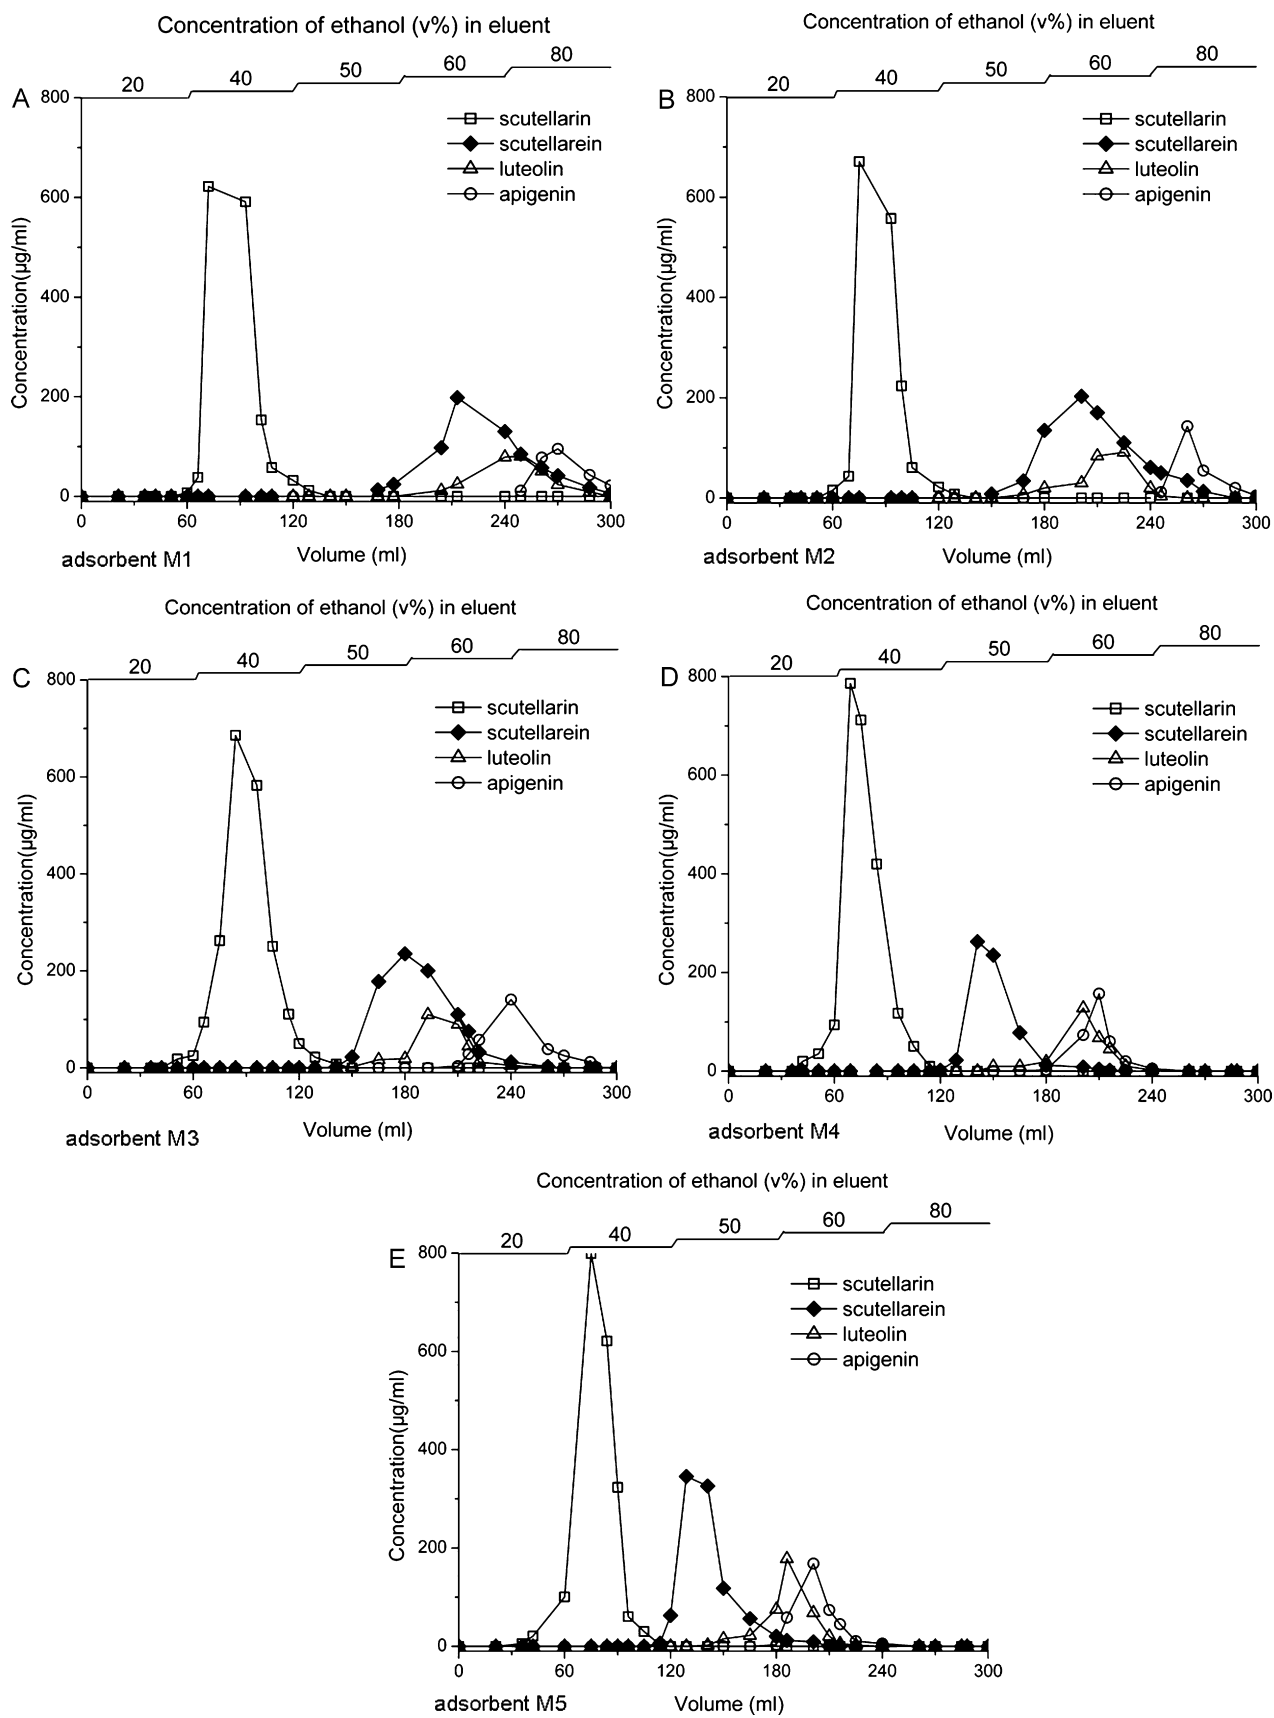 Concentration of ethanol (v%) in eluent
20 40 50 60 80
A
800
600
400
200
0
Concentration(μg/ml)
scutellarin
scutellarein
luteolin
apigenin
0 60 120 180 240 300
Volume (ml)
adsorbent M1
Concentration of ethanol (v%) in eluent
20 40 50 60 80
B
800
600
400
200
0
Concentration(μg/ml)
scutellarin
scutellarein
luteolin
apigenin
0 60 120 180 240 300
Volume (ml)
adsorbent M2
Concentration of ethanol (v%) in eluent
20 40 50 60 80
C
800
600
400
200
0
Concentration(μg/ml)
scutellarin
scutellarein
luteolin
apigenin
0 60 120 180 240 300
Volume (ml)
adsorbent M3
Concentration of ethanol (v%) in eluent
20 40 50 60 80
D
800
600
400
200
0
Concentration(μg/ml)
scutellarin
scutellarein
luteolin
apigenin
0 60 120 180 240 300
Volume (ml)
adsorbent M4
Concentration of ethanol (v%) in eluent
20 40 50 60 80
E
800
600
400
200
0
Concentration(μg/ml)
scutellarin
scutellarein
luteolin
apigenin
0 60 120 180 240 300
Volume (ml)
adsorbent M5